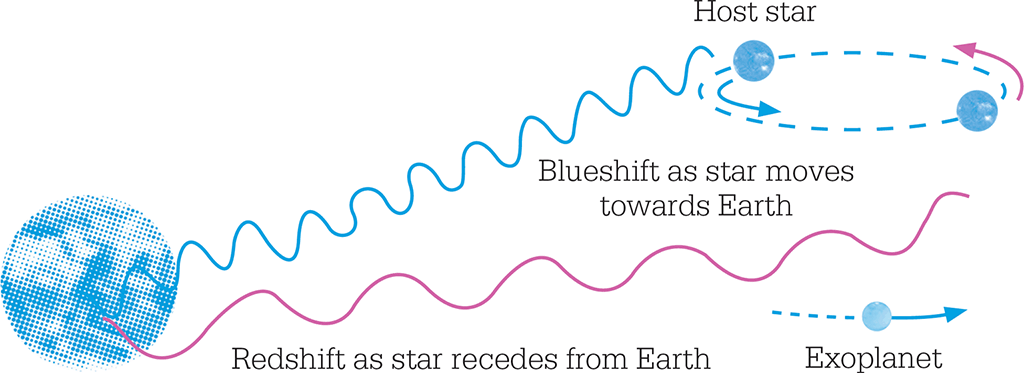 Host star
Blueshift as star moves
towards Earth
Redshift as star recedes from Earth
Exoplanet